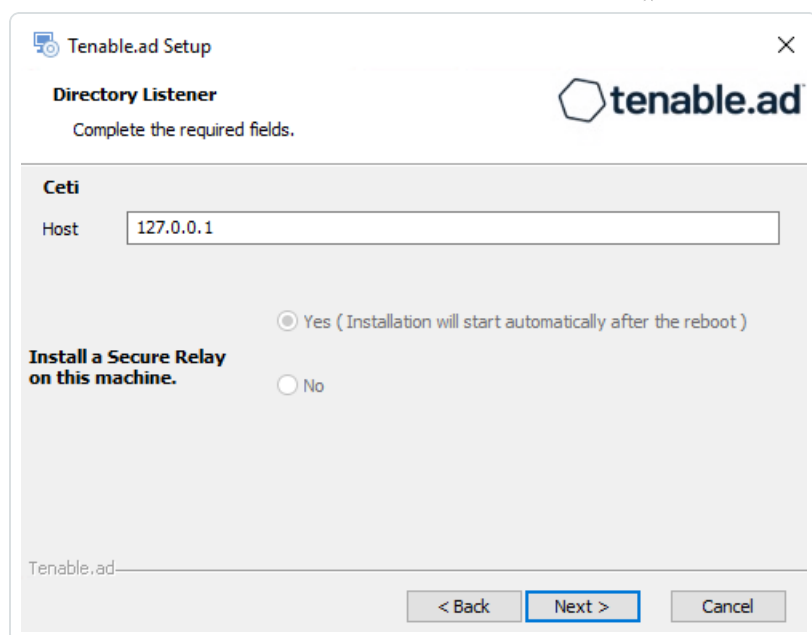 Tenable.ad Setup
Directory Listener
Complete the required fields.
tenable.ad
Ceti
Host 127.0.0.1
Yes ( Installation will start automatically after the reboot )
Install a Secure Relay
on this machine.
No
Tenable.ad
< Back Next > Cancel